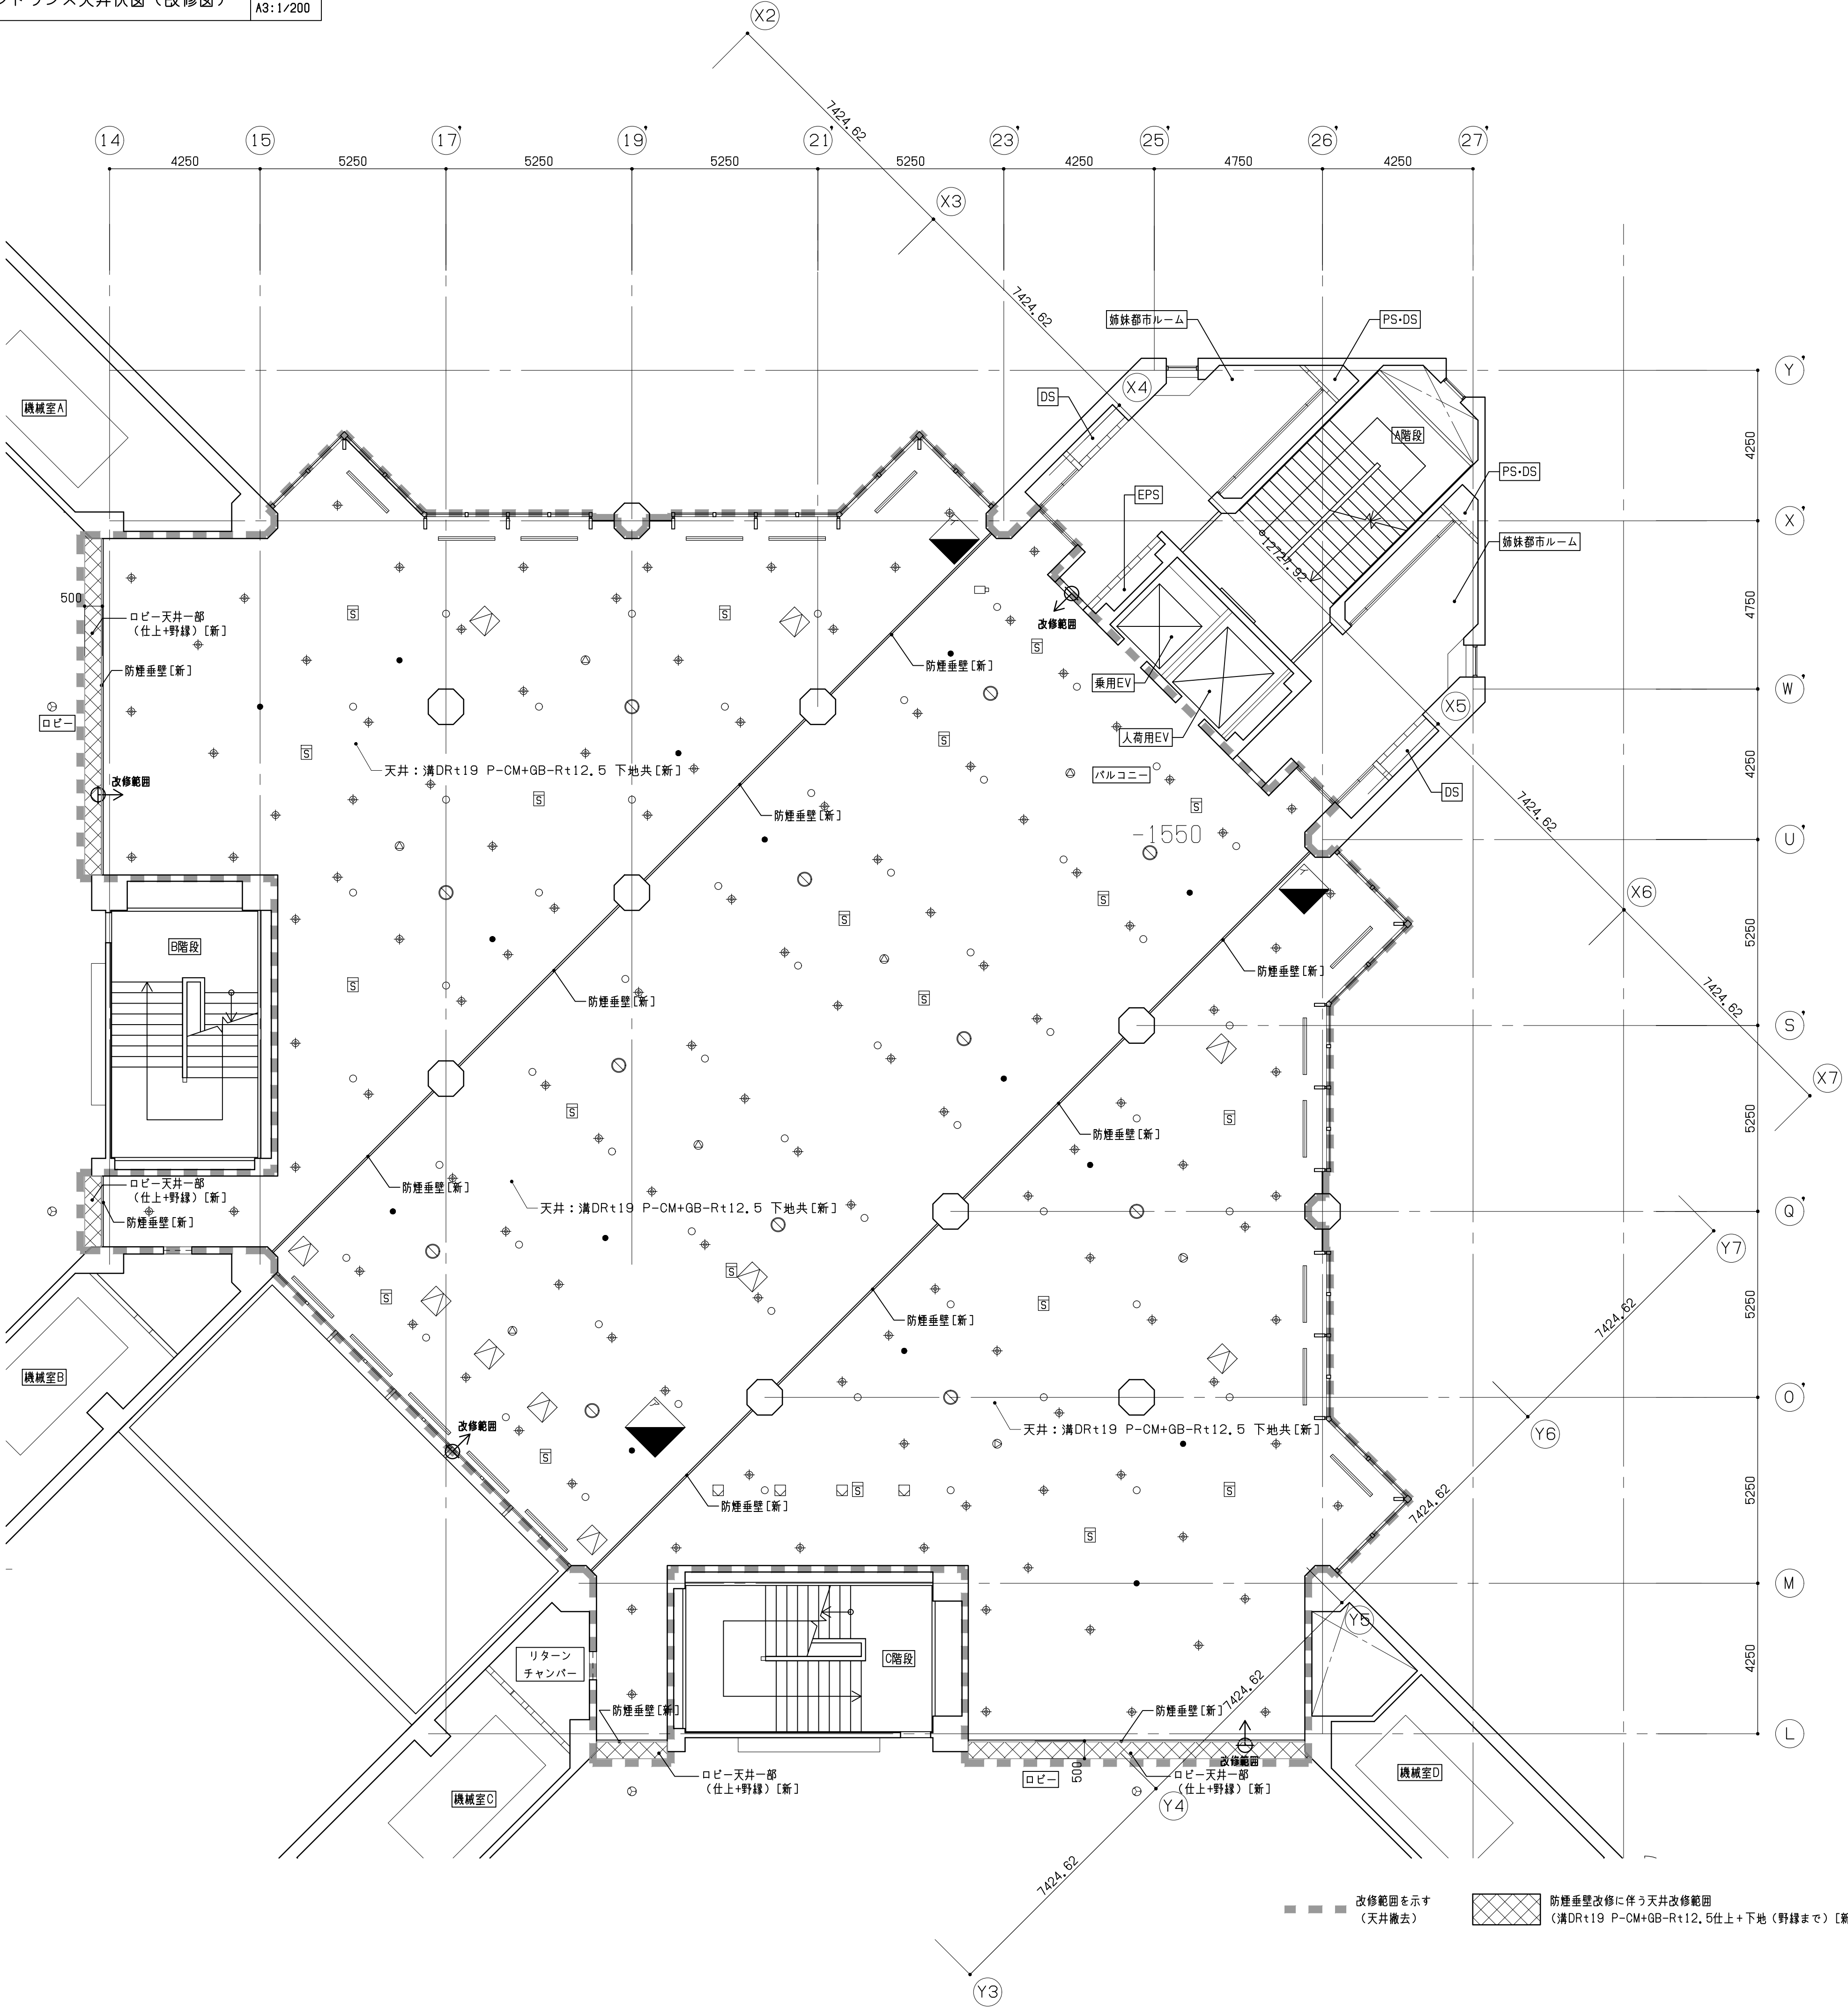 ントランス天井伏図(改修図)
A3:1/200
X2
7424.62
14
15
17'
19'
21'
23'
25'
26'
27'
4250
5250
5250
5250
5250
4250
4750
4250
X3
7424.62
姉妹都市ルーム
PS・DS
Y'
X4
DS
機械室A
A階段
4250
PS・DS
EPS
X'
姉妹都市ルーム
12727.92
500
ロビー天井一部
(仕上+野縁)[新]
改修範囲
4750
防煙垂壁[新]
防煙垂壁[新]
乗用EV
W'
ロビー
X5
人荷用EV
天井:溝DRt19 P-CM+GB-Rt12.5 下地共[新]
改修範囲
バルコニー
4250
DS
防煙垂壁[新]
7424.62
-1550
U'
X6
B階段
5250
防煙垂壁[新]
防煙垂壁[新]
7424.62
S'
X7
防煙垂壁[新]
5250
ロビー天井一部
(仕上+野縁)[新]
防煙垂壁[新]
防煙垂壁[新]
天井:溝DRt19 P-CM+GB-Rt12.5 下地共[新]
Q'
Y7
防煙垂壁[新]
7424.62
5250
機械室B
O'
改修範囲
天井:溝DRt19 P-CM+GB-Rt12.5 下地共[新]
Y6
防煙垂壁[新]
7424.62
5250
M
Y5
リターン
チャンバー
C階段
4250
7424.62
防煙垂壁[新]
防煙垂壁[新]
L
改修範囲
ロビー天井一部
(仕上+野縁)[新]
ロビー
500
ロビー天井一部
(仕上+野縁)[新]
機械室C
機械室D
Y4
7424.62
改修範囲を示す
(天井撤去)
防煙垂壁改修に伴う天井改修範囲
(溝DRt19 P-CM+GB-Rt12.5仕上+下地(野縁まで)[新
Y3